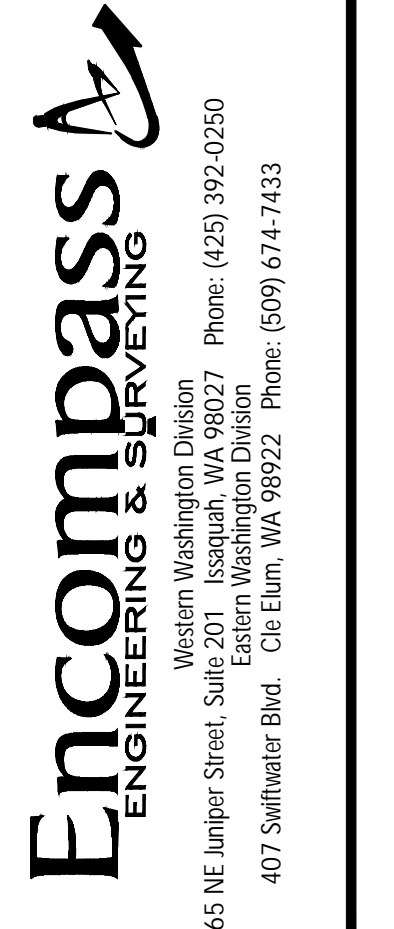 Encompass
ENGINEERING & SURVEYING
Western Washington Division
65 NE Juniper Street, Suite 201 Issaquah, WA 98027 Phone: (425) 392-0250
Eastern Washington Division
407 Swiftwater Blvd. Cle Elum, WA 98922 Phone: (509) 674-7433